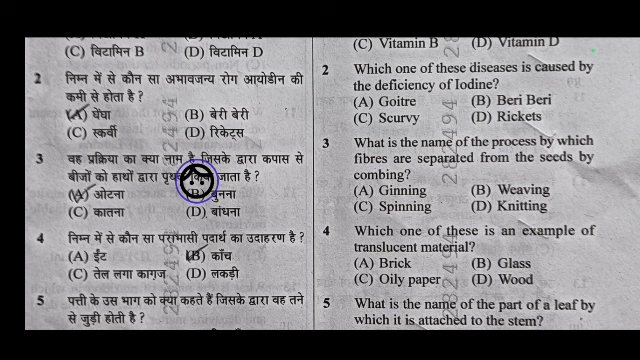 (C) विटामिन B (D) विटामिन D
2 निम्न में से कौन सा अभावजन्य रोग आयोडीन की
कमी से होता है ?
(A) घेंघा (B) बेरी बेरी
(C) स्कर्वी (D) रिकेट्स
3 वह प्रक्रिया का क्या नाम है जिसके द्वारा कपास से
बीजों को हाथों द्वारा जाता है ?
(A) ओटना (B) बुनना
(C) कातना (D) बांधना
4 निम्न में से कौन सा पराभासी पदार्थ का उदाहरण है ?
(A) ईंट (B) काँच
(C) तेल लगा कागज (D) लकड़ी
5 पत्ती के उस भाग को क्या कहते हैं जिसके द्वारा वह तने
से जुड़ी होती है ?
(C) Vitamin B (D) Vitamin D
2 Which one of these diseases is caused by
the deficiency of Iodine?
(A) Goitre (B) Beri Beri
(C) Scurvy (D) Rickets
3 What is the name of the process by which
fibres are separated from the seeds by
combing?
(A) Ginning (B) Weaving
(C) Spinning (D) Knitting
4 Which one of these is an example of
translucent material?
(A) Brick (B) Glass
(C) Oily paper (D) Wood
5 What is the name of the part of a leaf by
which it is attached to the stem?